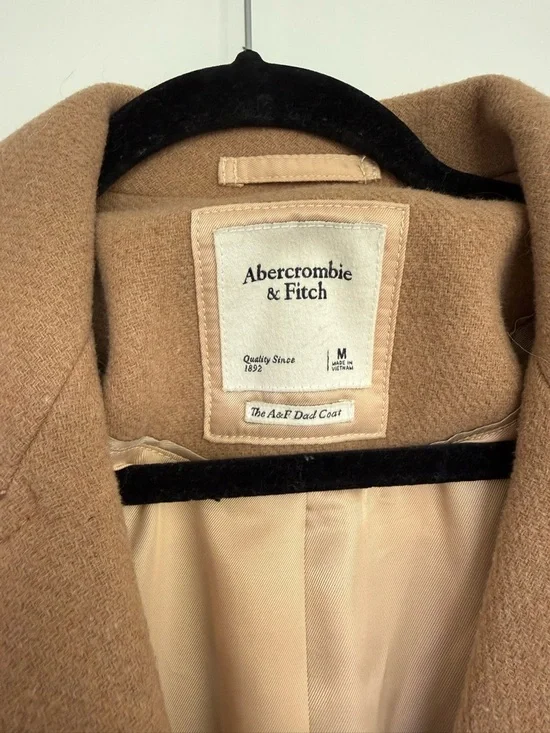 Abercrombie
& Fitch
Quality Since
1892
M
MADE IN
VIETNAM
The A&F Dad Coat